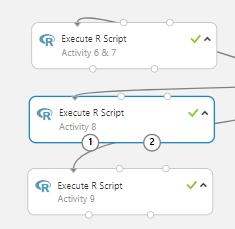 Execute R Script
Activity 6 & 7
Execute R Script
Activity 8
1 2
Execute R Script
Activity 9